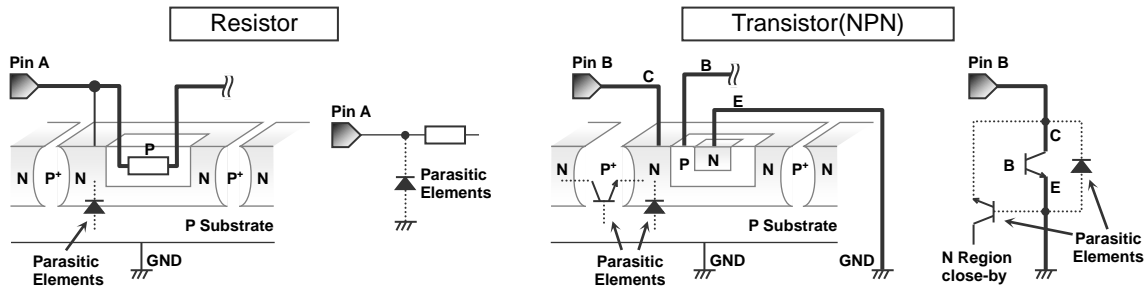 Resistor
Transistor(NPN)
Pin A
P
N P+ N N P+ N
P Substrate
Parasitic
Elements
GND
Pin A
Parasitic
Elements
Pin B
C
B
E
N P+ N P N N P+ N
P Substrate
Parasitic
Elements
GND
GND
Pin B
C
B
E
N Region
close-by
Parasitic
Elements